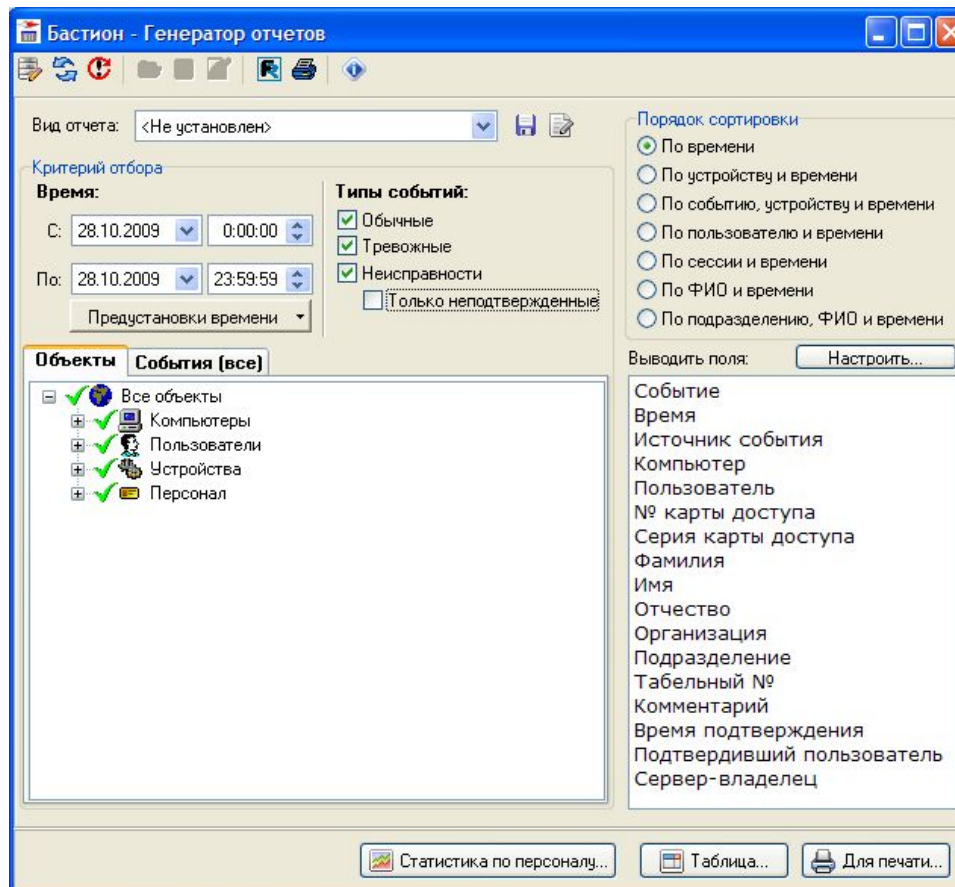 Бастион - Генератор отчетов
Вид отчета: <Не установлен>
Критерий отбора
Время:
С: 28.10.2009 0:00:00
По: 28.10.2009 23:59:59
Предустановки времени
Типы событий:
Обычные
Тревожные
Неисправности
Только неподтвержденные
Порядок сортировки
По времени
По устройству и времени
По событию, устройству и времени
По пользователю и времени
По сессии и времени
По ФИО и времени
По подразделению, ФИО и времени
Объекты События (все)
Все объекты
Компьютеры
Пользователи
Устройства
Персонал
Выводить поля: Настроить...
Событие
Время
Источник события
Компьютер
Пользователь
№ карты доступа
Серия карты доступа
Фамилия
Имя
Отчество
Организация
Подразделение
Табельный №
Комментарий
Время подтверждения
Подтвердивший пользователь
Сервер-владелец
Статистика по персоналу... Таблица... Для печати...